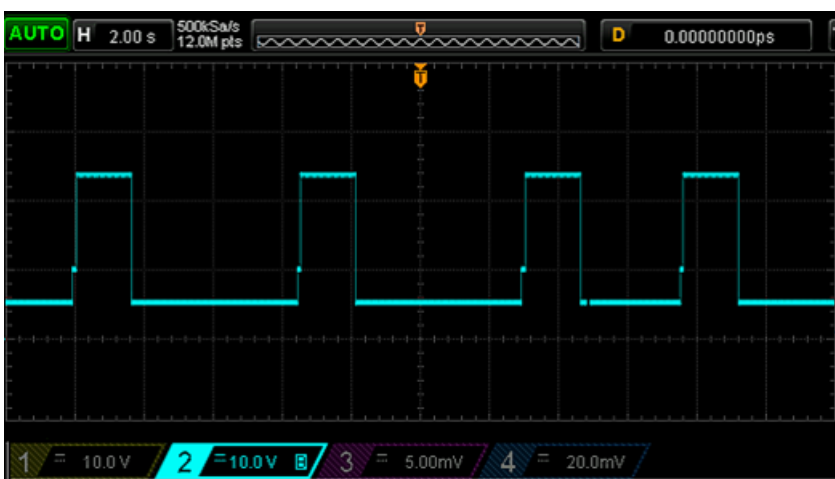 AUTO H 2.00 s 500kSa/s 12.0M pts T D 0.00000000ps
T
1 = 10.0 V 2 = 10.0 V B 3 = 5.00mV 4 = 20.0mV